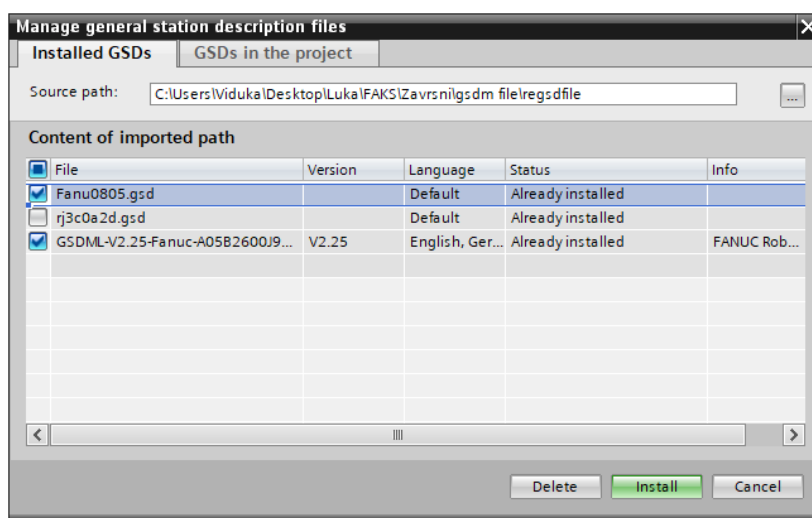 Manage general station description files
Installed GSDs GSDs in the project
Source path: C:\Users\Viduka\Desktop\Luka\FAKS\Zavrsni\gsdm file\regsdfile ...
Content of imported path
File Version Language Status Info
Fanu0805.gsd Default Already installed
rj3c0a2d.gsd Default Already installed
GSDML-V2.25-Fanuc-A05B2600J9... V2.25 English, Ger... Already installed FANUC Rob...
Delete Install Cancel